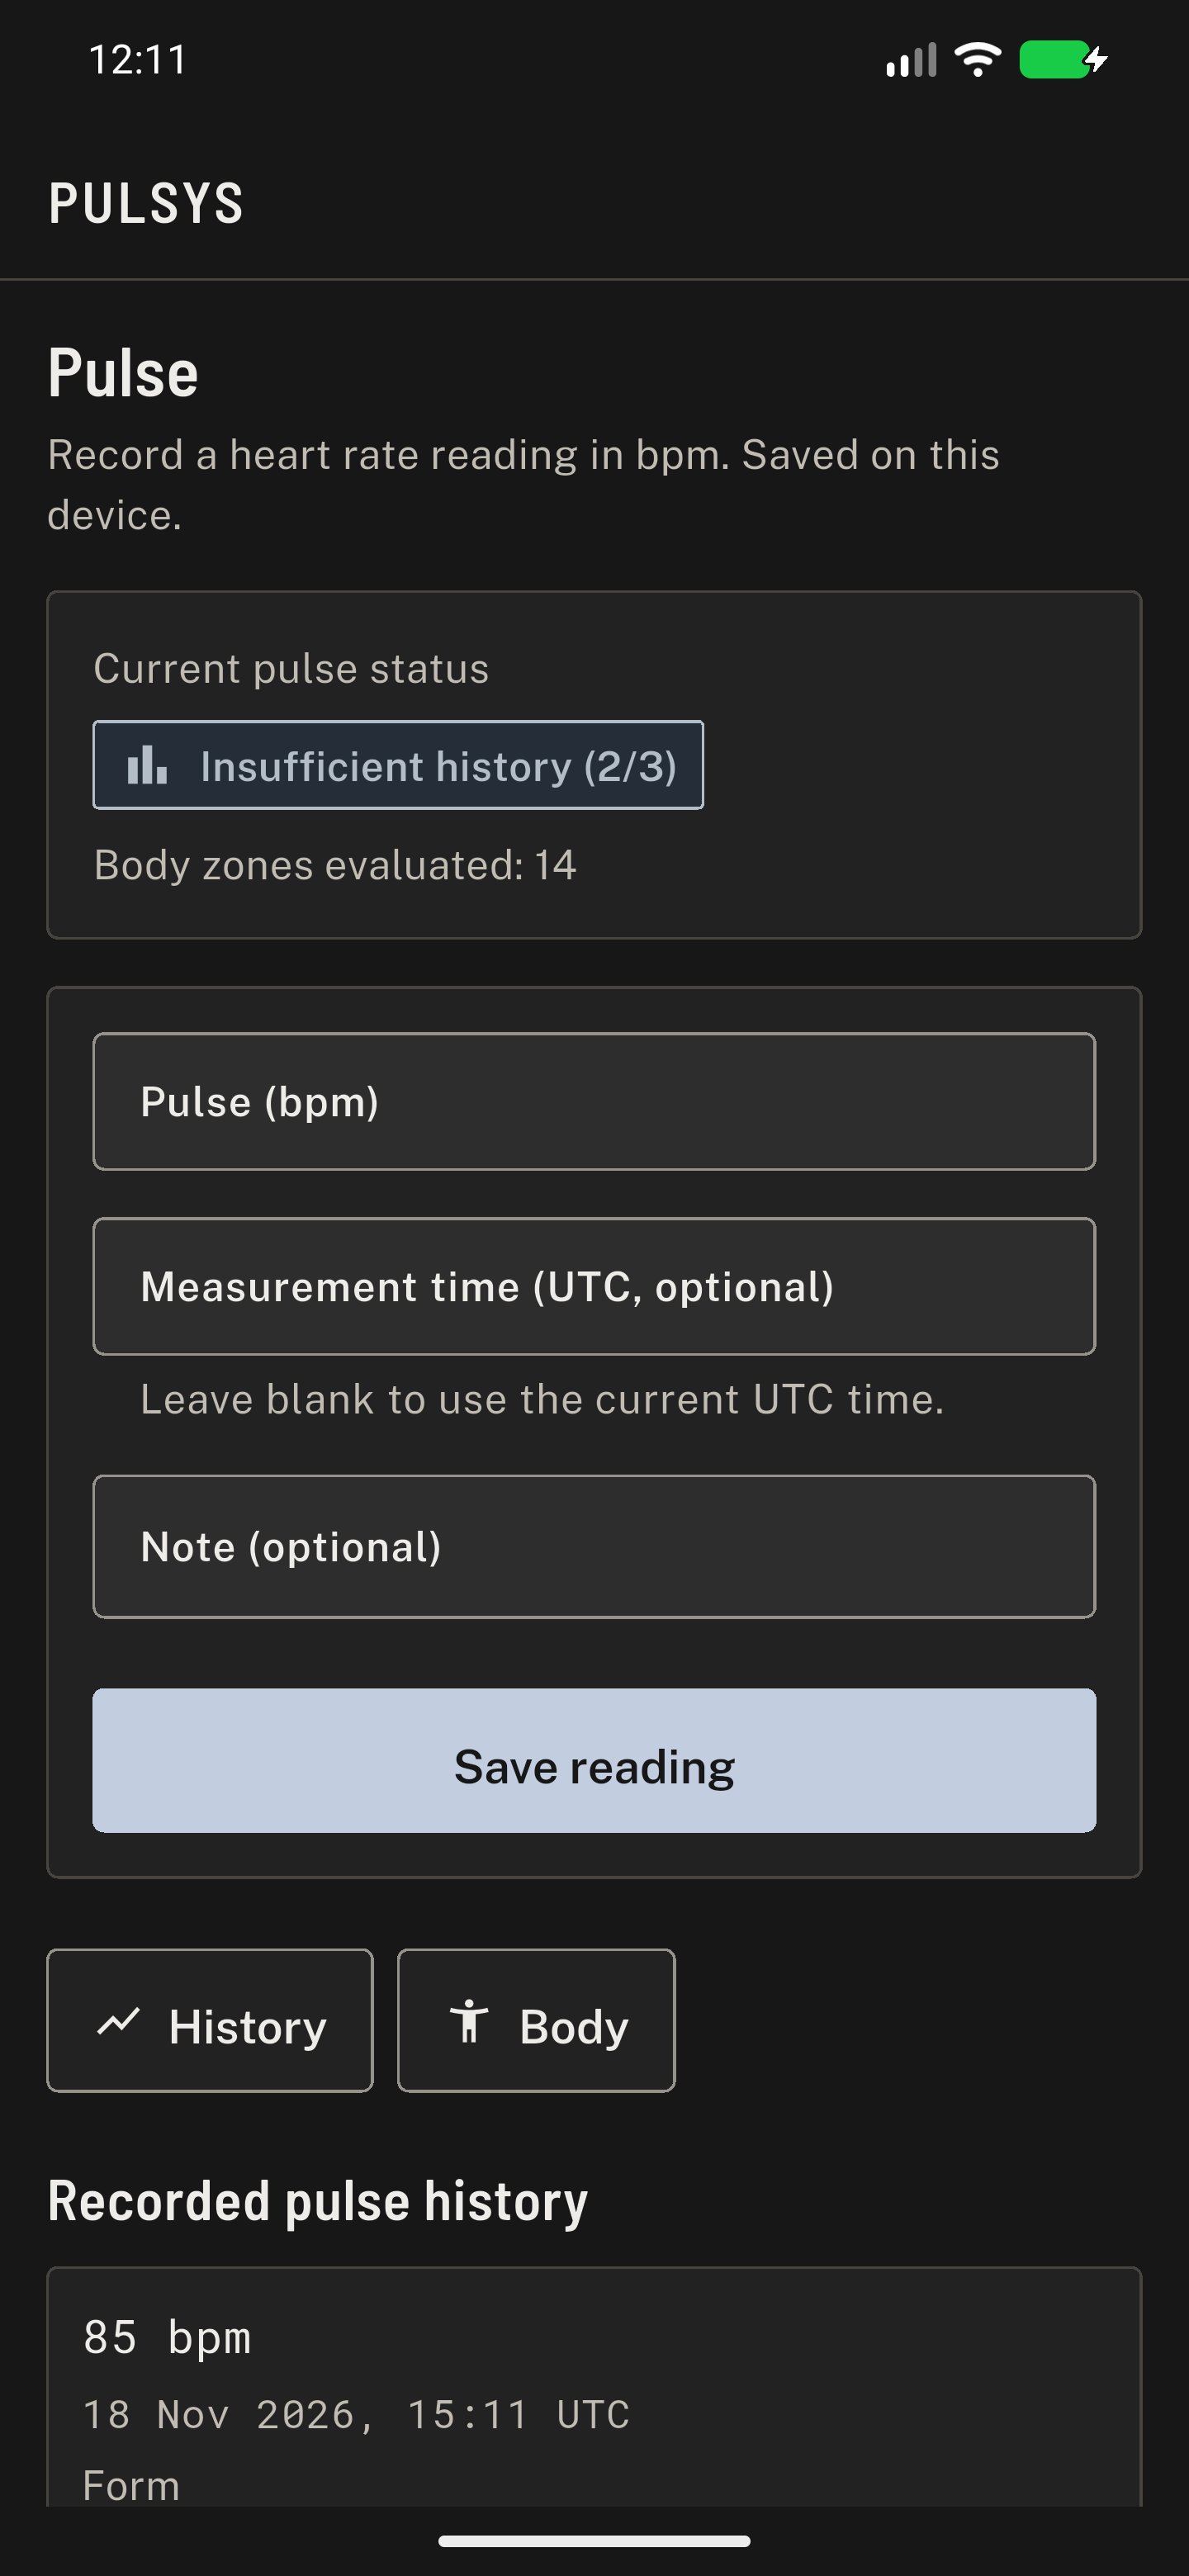 12:11
PULSYS
Pulse
Record a heart rate reading in bpm. Saved on this
device.
Current pulse status
Insufficient history (2/3)
Body zones evaluated: 14
Pulse (bpm)
Measurement time (UTC, optional)
Leave blank to use the current UTC time.
Note (optional)
Save reading
History
Body
Recorded pulse history
85 bpm
18 Nov 2026, 15:11 UTC
Form